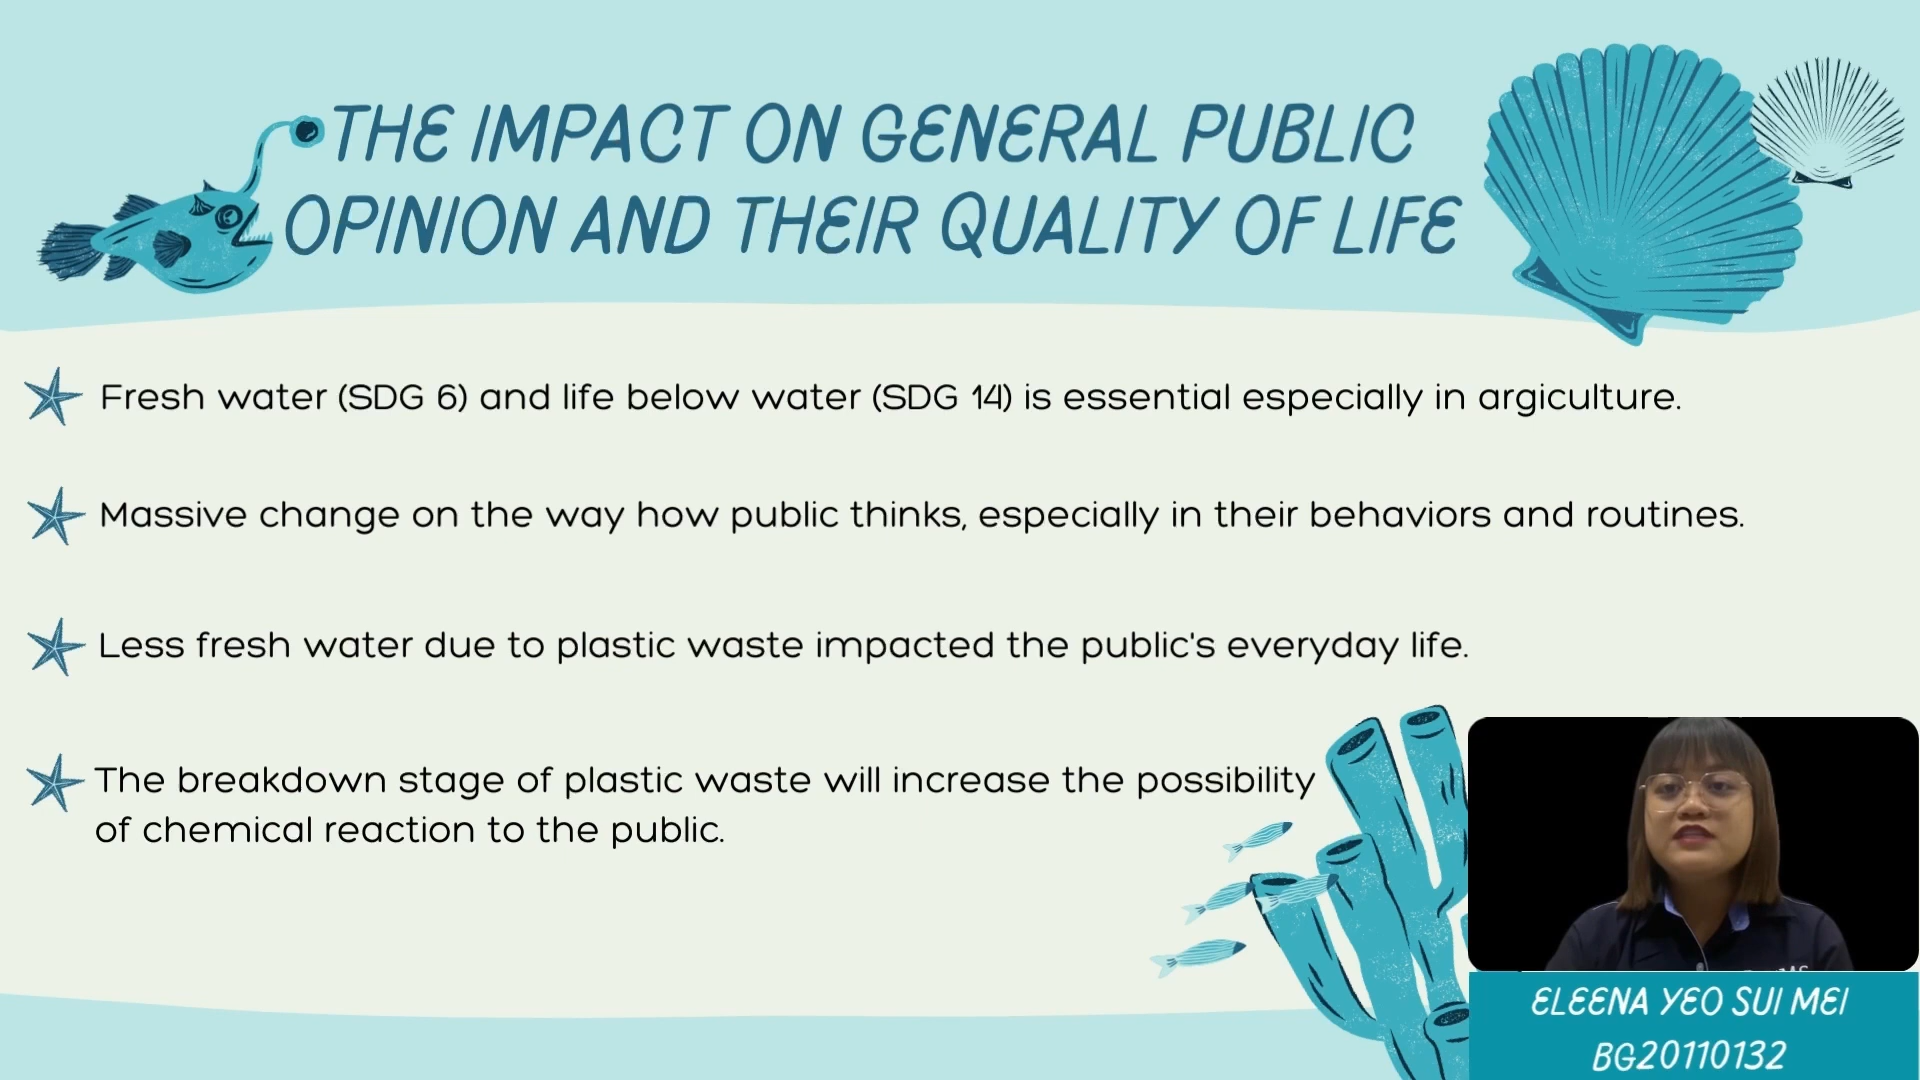 THE IMPACT ON GENERAL PUBLIC
OPINION AND THEIR QUALITY OF LIFE
Fresh water (SDG 6) and life below water (SDG 14) is essential especially in argiculture.
Massive change on the way how public thinks, especially in their behaviors and routines.
Less fresh water due to plastic waste impacted the public's everyday life.
The breakdown stage of plastic waste will increase the possibility
of chemical reaction to the public.
ELEENA YEO SUI MEI
BG20110132